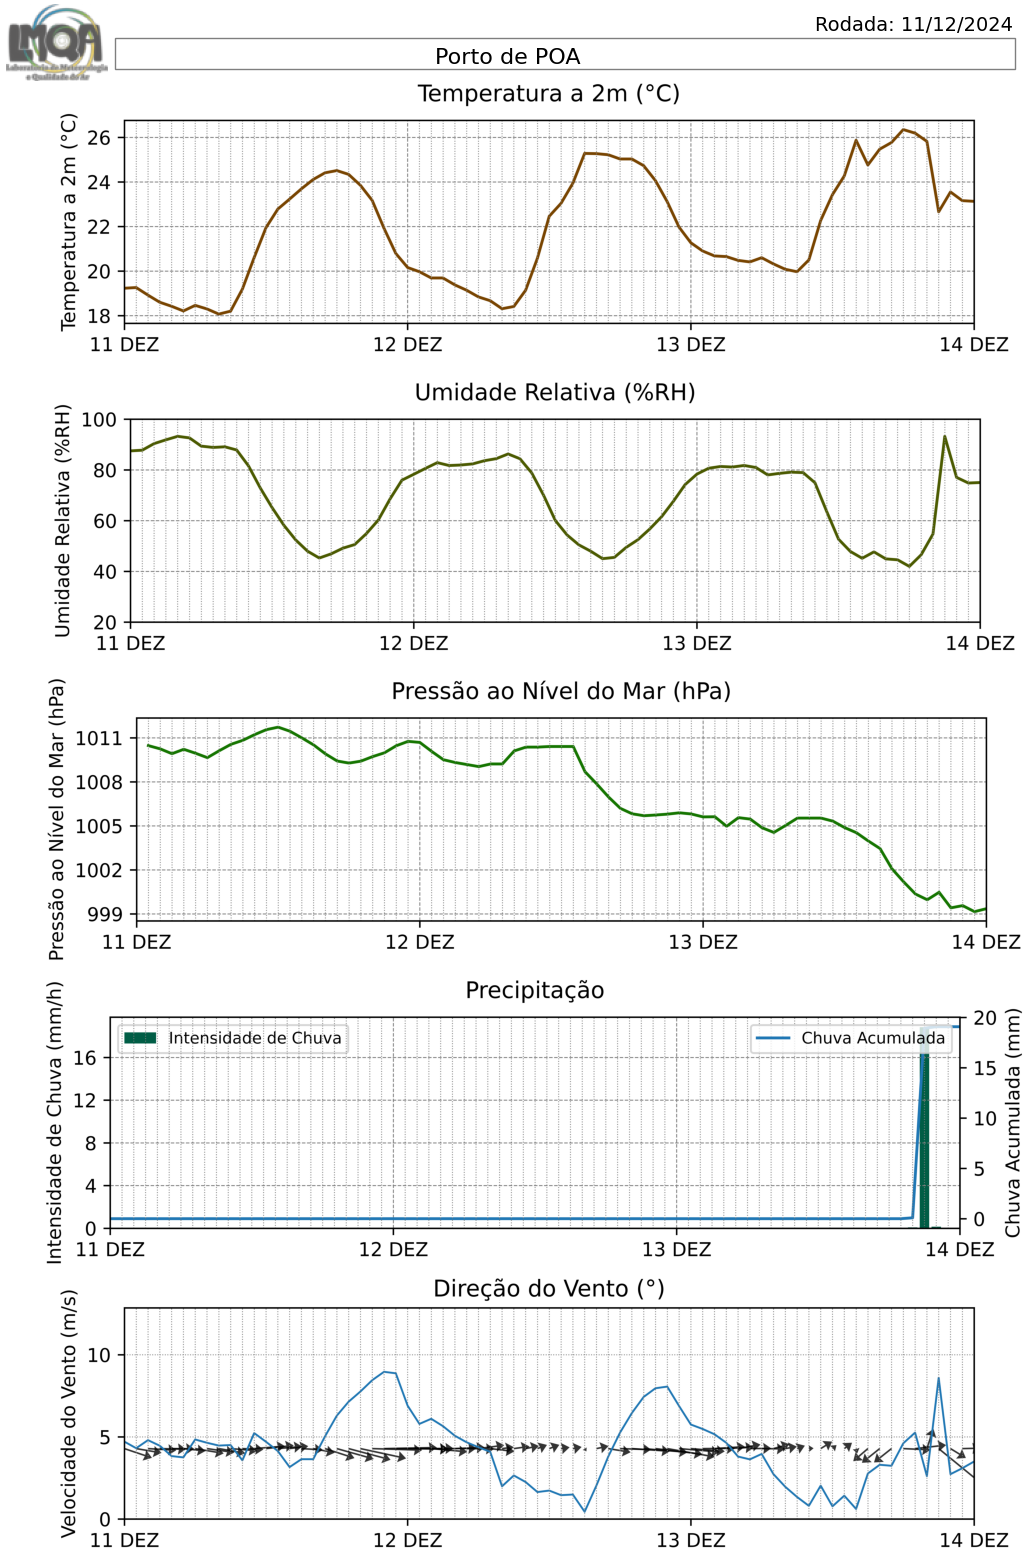 LMQA
Laboratório de Meteorologia
e Qualidade do Ar
Rodada: 11/12/2024
Porto de POA
Temperatura a 2m (°C)
Temperatura a 2m (°C)
26
24
22
20
18
11 DEZ 12 DEZ 13 DEZ 14 DEZ
Umidade Relativa (%RH)
Umidade Relativa (%RH)
100
80
60
40
20
11 DEZ 12 DEZ 13 DEZ 14 DEZ
Pressão ao Nível do Mar (hPa)
Pressão ao Nível do Mar (hPa)
1011
1008
1005
1002
999
11 DEZ 12 DEZ 13 DEZ 14 DEZ
Precipitação
Intensidade de Chuva (mm/h)
Intensidade de Chuva
Chuva Acumulada
16
12
8
4
0
20
15
10
5
0
Chuva Acumulada (mm)
11 DEZ 12 DEZ 13 DEZ 14 DEZ
Direção do Vento (°)
Velocidade do Vento (m/s)
10
5
0
11 DEZ 12 DEZ 13 DEZ 14 DEZ